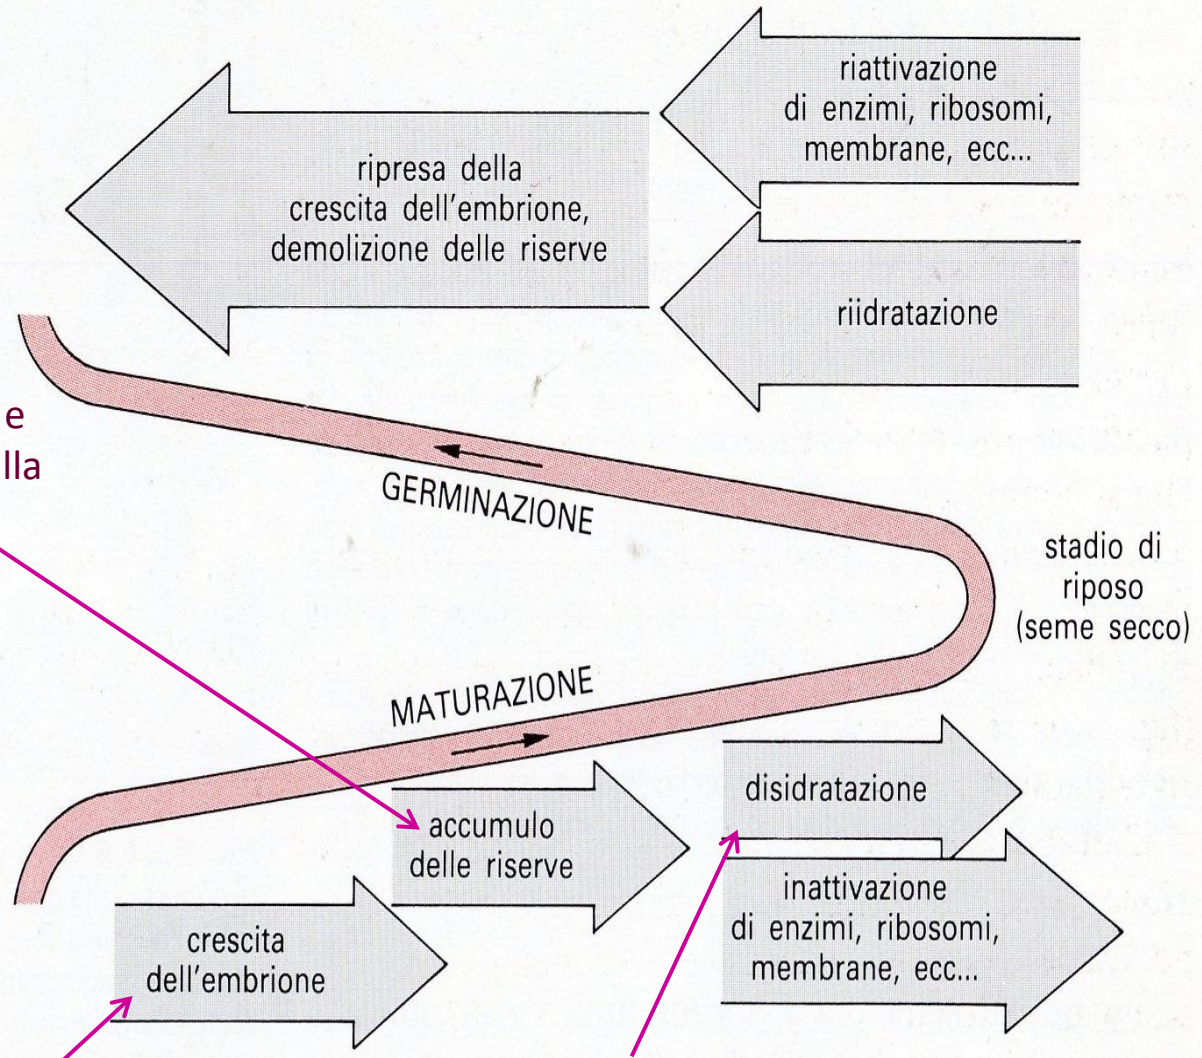 riattivazione
di enzimi, ribosomi,
membrane, ecc...
ripresa della
crescita dell'embrione,
demolizione delle riserve
riidratazione
e
lla
GERMINAZIONE
stadio di
riposo
(seme secco)
MATURAZIONE
disidratazione
accumulo
delle riserve
inattivazione
di enzimi, ribosomi,
membrane, ecc...
crescita
dell'embrione